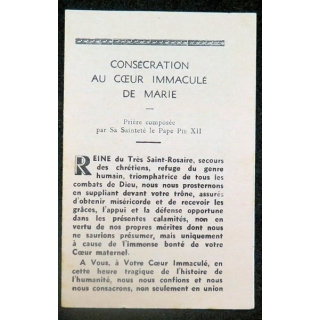 CONSÉCRATION
AU CŒUR IMMACULÉ
DE MARIE
Prière composée
par Sa Sainteté le Pape Pie XII
REINE du Très Saint-Rosaire, secours
des chrétiens, refuge du genre
humain, triomphatrice de tous les
combats de Dieu, nous nous prosternons
en suppliant devant votre trône, assurés
d'obtenir miséricorde et de recevoir les
grâces, l'appui et la défense opportune
dans les présentes calamités, non en
vertu de nos propres mérites dont nous
ne saurions présumer, mais uniquement
à cause de l'immense bonté de votre
Cœur maternel.
A Vous, à Votre Cœur Immaculé, en
cette heure tragique de l'histoire de
l'humanité, nous nous confions et nous
nous consacrons, non seulement en union